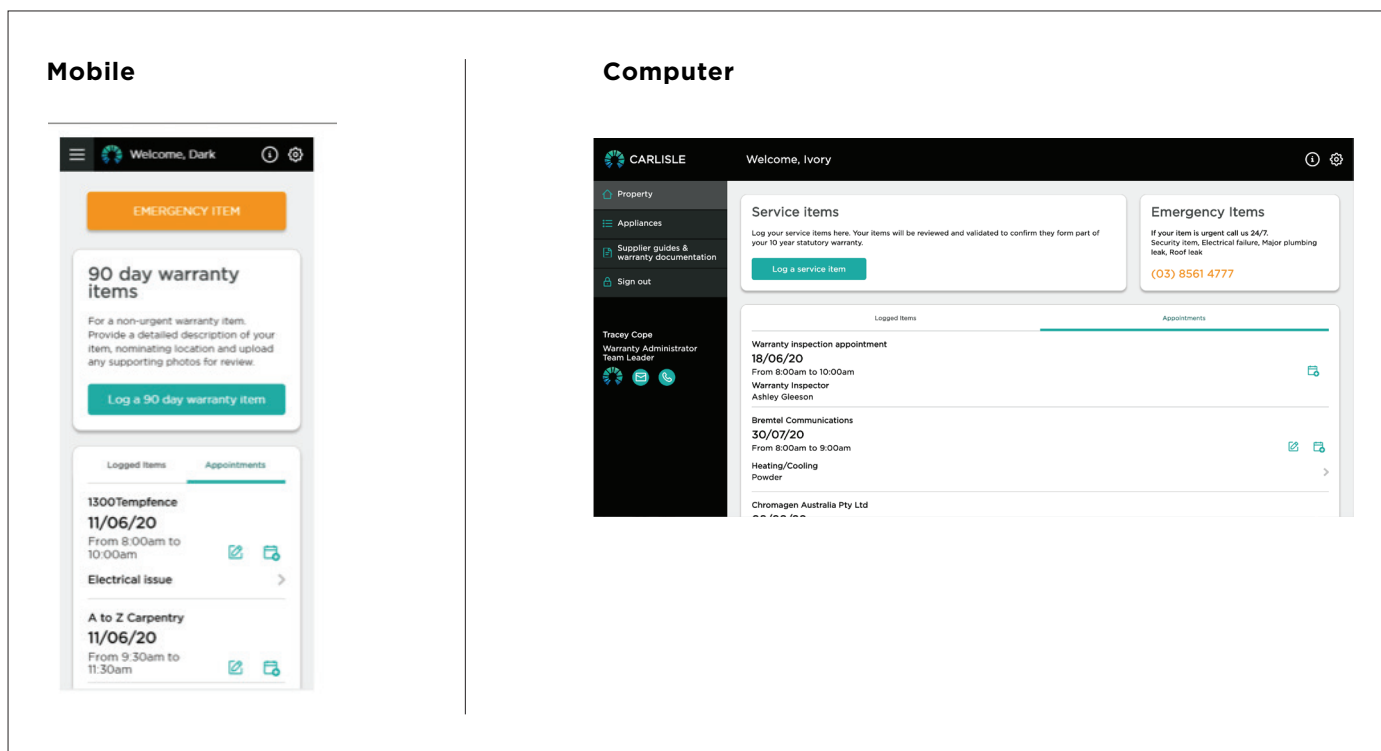 Mobile
Welcome, Dark
EMERGENCY ITEM
90 day warranty
items
For a non-urgent warranty item.
Provide a detailed description of your
item, nominating location and upload
any supporting photos for review.
Log a 90 day warranty item
Logged Items Appointments
1300Tempfence
11/06/20
From 8:00am to
10:00am
Electrical issue
A to Z Carpentry
11/06/20
From 9:30am to
11:30am
Computer
CARLISLE
Welcome, Ivory
Property
Appliances
Supplier guides &
warranty documentation
Sign out
Tracey Cope
Warranty Administrator
Team Leader
Service items
Log your service items here. Your items will be reviewed and validated to confirm they form part of
your 10 year statutory warranty.
Log a service item
Emergency Items
If your item is urgent call us 24/7.
Security item, Electrical failure, Major plumbing
leak, Roof leak
(03) 8561 4777
Logged Items Appointments
Warranty inspection appointment
18/06/20
From 8:00am to 10:00am
Warranty Inspector
Ashley Gleeson
Bremtel Communications
30/07/20
From 8:00am to 9:00am
Heating/Cooling
Powder
Chromagen Australia Pty Ltd